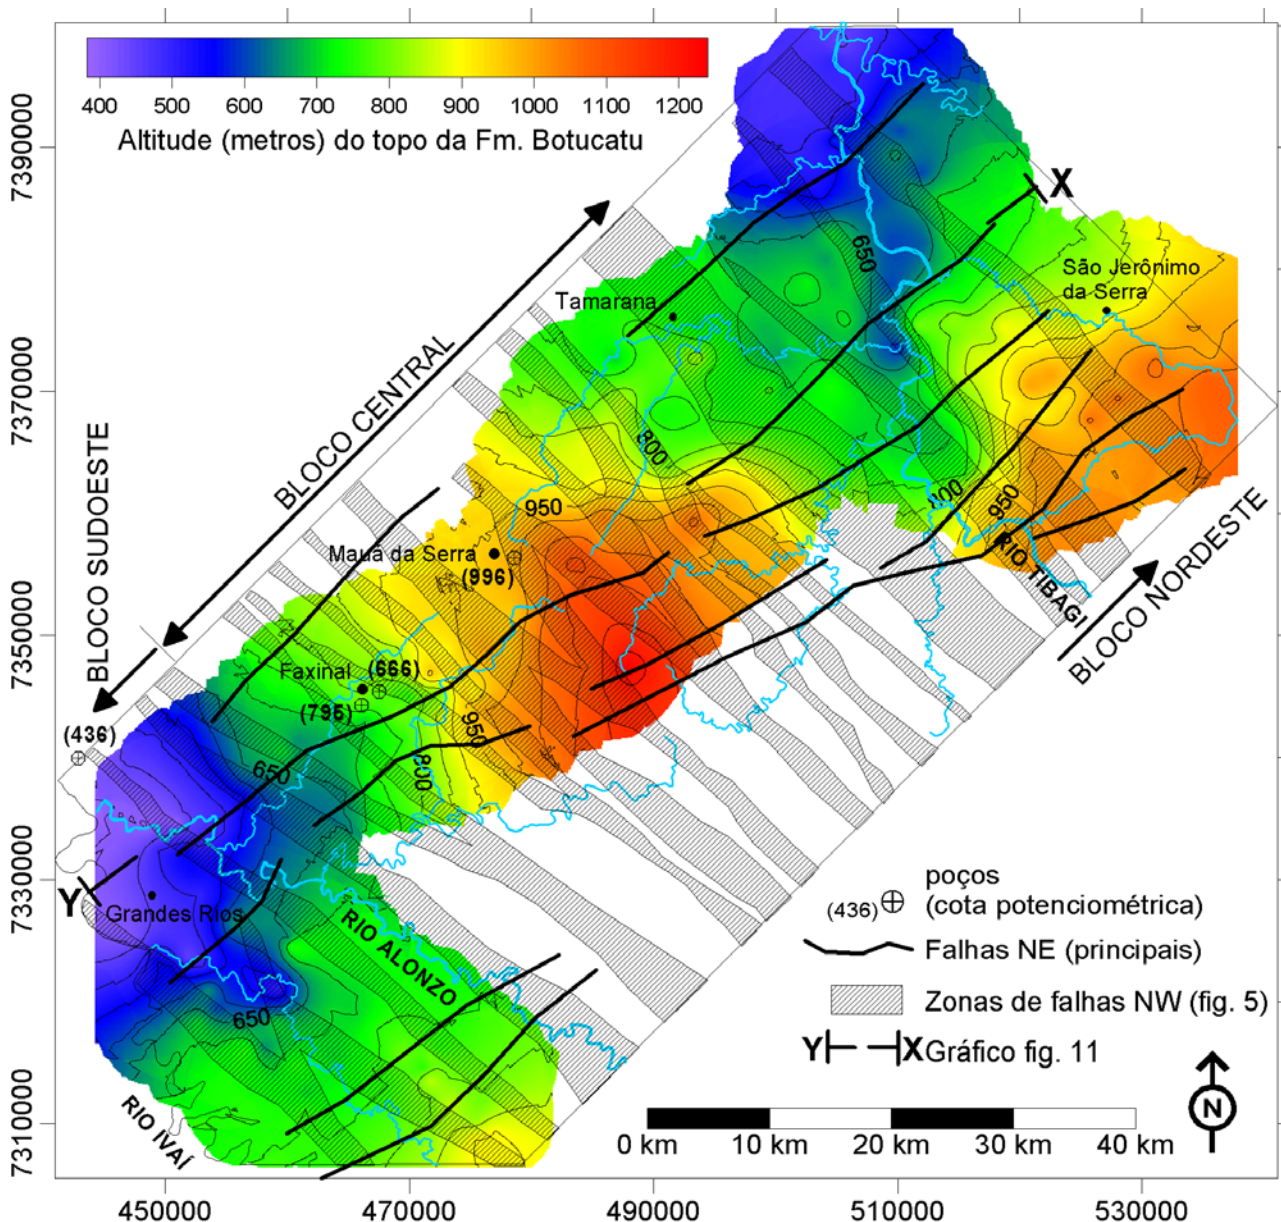 400 500 600 700 800 900 1000 1100 1200
Altitude (metros) do topo da Fm. Botucatu
7390000
7370000
7350000
7330000
7310000
X
São Jerônimo
da Serra
650
Tamarana
BLOCO CENTRAL
BLOCO SUDOESTE
800
800
950
950
Mauá da Serra
(996)
RIO TIBAGI
BLOCO NORDESTE
Faxinal
(666)
(795)
(436)
950
800
650
Y
Grandes Rios
RIO ALONZO
650
RIO IVAÍ
(436) poços
(cota potenciométrica)
Falhas NE (principais)
Zonas de falhas NW (fig. 5)
Y X Gráfico fig. 11
N
0 km 10 km 20 km 30 km 40 km
450000 470000 490000 510000 530000